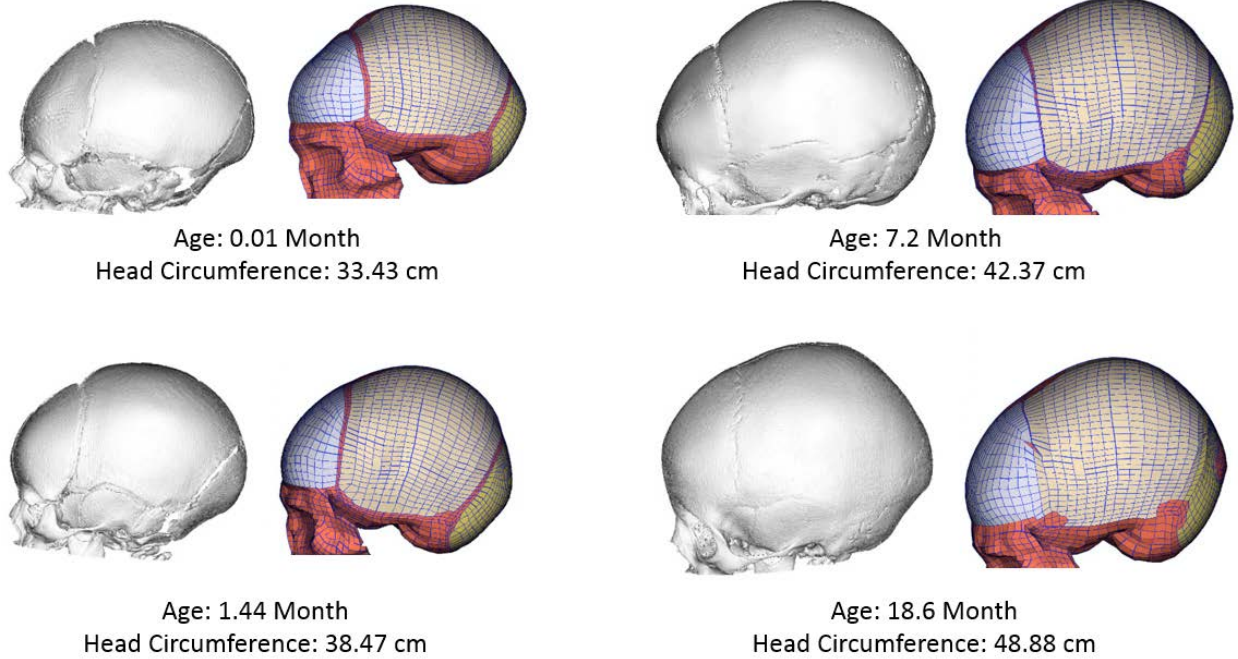 Age: 0.01 Month
Head Circumference: 33.43 cm
Age: 7.2 Month
Head Circumference: 42.37 cm
Age: 1.44 Month
Head Circumference: 38.47 cm
Age: 18.6 Month
Head Circumference: 48.88 cm